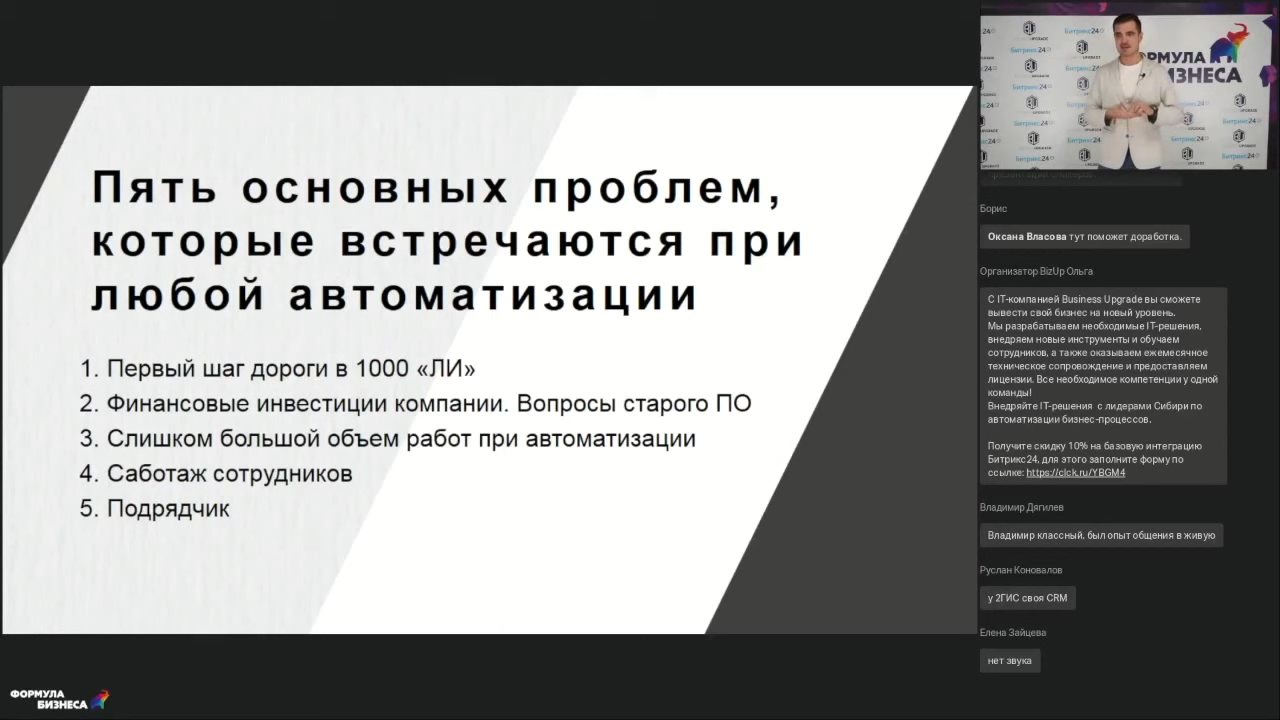 Пять основных проблем,
которые встречаются при
любой автоматизации
1. Первый шаг дороги в 1000 «ЛИ»
2. Финансовые инвестиции компании. Вопросы старого ПО
3. Слишком большой объем работ при автоматизации
4. Саботаж сотрудников
5. Подрядчик
ФОРМУЛА
БИЗНЕСА
Битрикс24
Борис
Оксана Власова тут поможет доработка.
Организатор BizUp Ольга
С IT-компанией Business Upgrade вы сможете
вывести свой бизнес на новый уровень.
Мы разрабатываем необходимые IT-решения,
внедряем новые инструменты и обучаем
сотрудников, а также оказываем ежемесячное
техническое сопровождение и предоставляем
лицензии. Все необходимое компетенции у одной
команды!
Внедряйте IT-решения с лидерами Сибири по
автоматизации бизнес-процессов.
Получите скидку 10% на базовую интеграцию
Битрикс24, для этого заполните форму по
ссылке: https://clck.ru/YBGM4
Владимир Дягилев
Владимир классный. был опыт общения в живую
Руслан Коновалов
у 2ГИС своя CRM
Елена Зайцева
нет звука